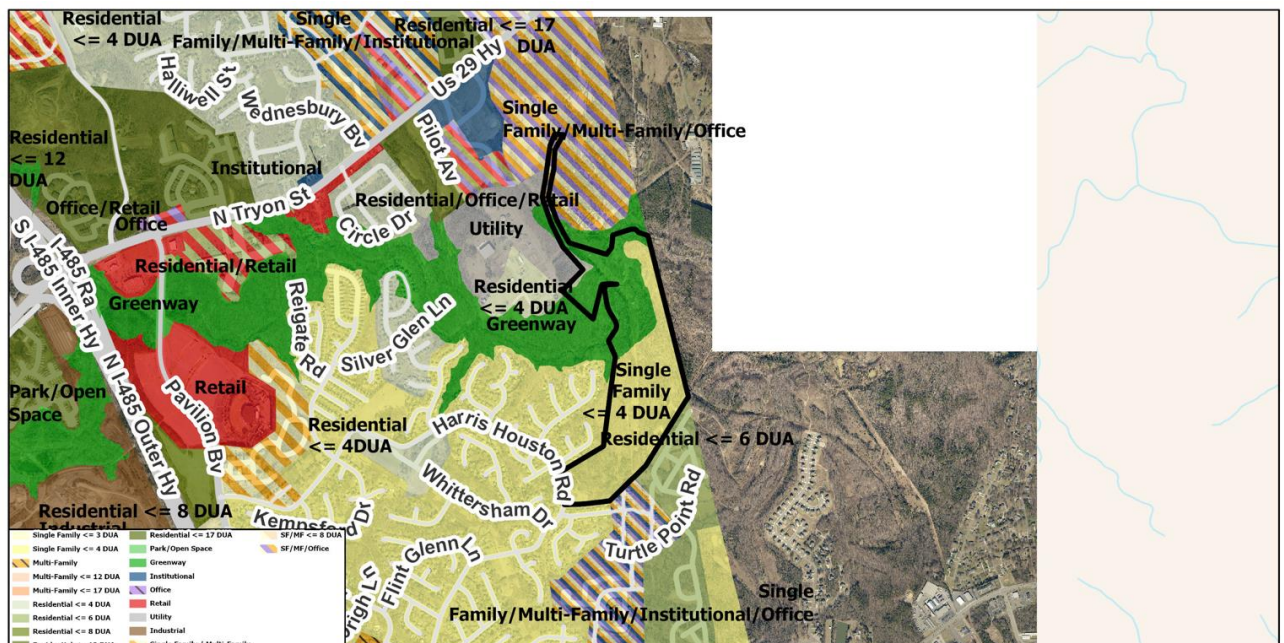 Residential
<= 4 DUA
Single
Family/Multi-Family/Institutional
Residential <= 17
DUA
Us 29 Hy
Halliwell St
Wednesbury Bv
Pilot Av
Single
Family/Multi-Family/Office
Residential
<= 12
DUA
Institutional
Office/Retail
Office
N Tryon St
Circle Dr
Residential/Office/Retail
Utility
I-485 Ra
S I-485 Inner Hy
Residential/Retail
Greenway
Reigate Rd
Silver Glen Ln
Residential
<= 4 DUA
Greenway
N I-485 Outer Hy
Pavilion Bv
Retail
Park/Open
Space
Residential
<= 4DUA
Harris Houston Rd
Single
Family
<= 4 DUA
Residential <= 6 DUA
Whittersham Dr
Turtle Point Rd
Residential <= 8 DUA
Industrial
Kempsford Dr
Flint Glenn Ln
Single
Family/Multi-Family/Institutional/Office
Single Family <= 3 DUA
Single Family <= 4 DUA
Multi-Family
Multi-Family <= 12 DUA
Multi-Family <= 17 DUA
Residential <= 4 DUA
Residential <= 6 DUA
Residential <= 8 DUA
Residential <= 17 DUA
Park/Open Space
Greenway
Institutional
Office
Retail
Utility
Industrial
SF/MF <= 8 DUA
SF/MF/Office